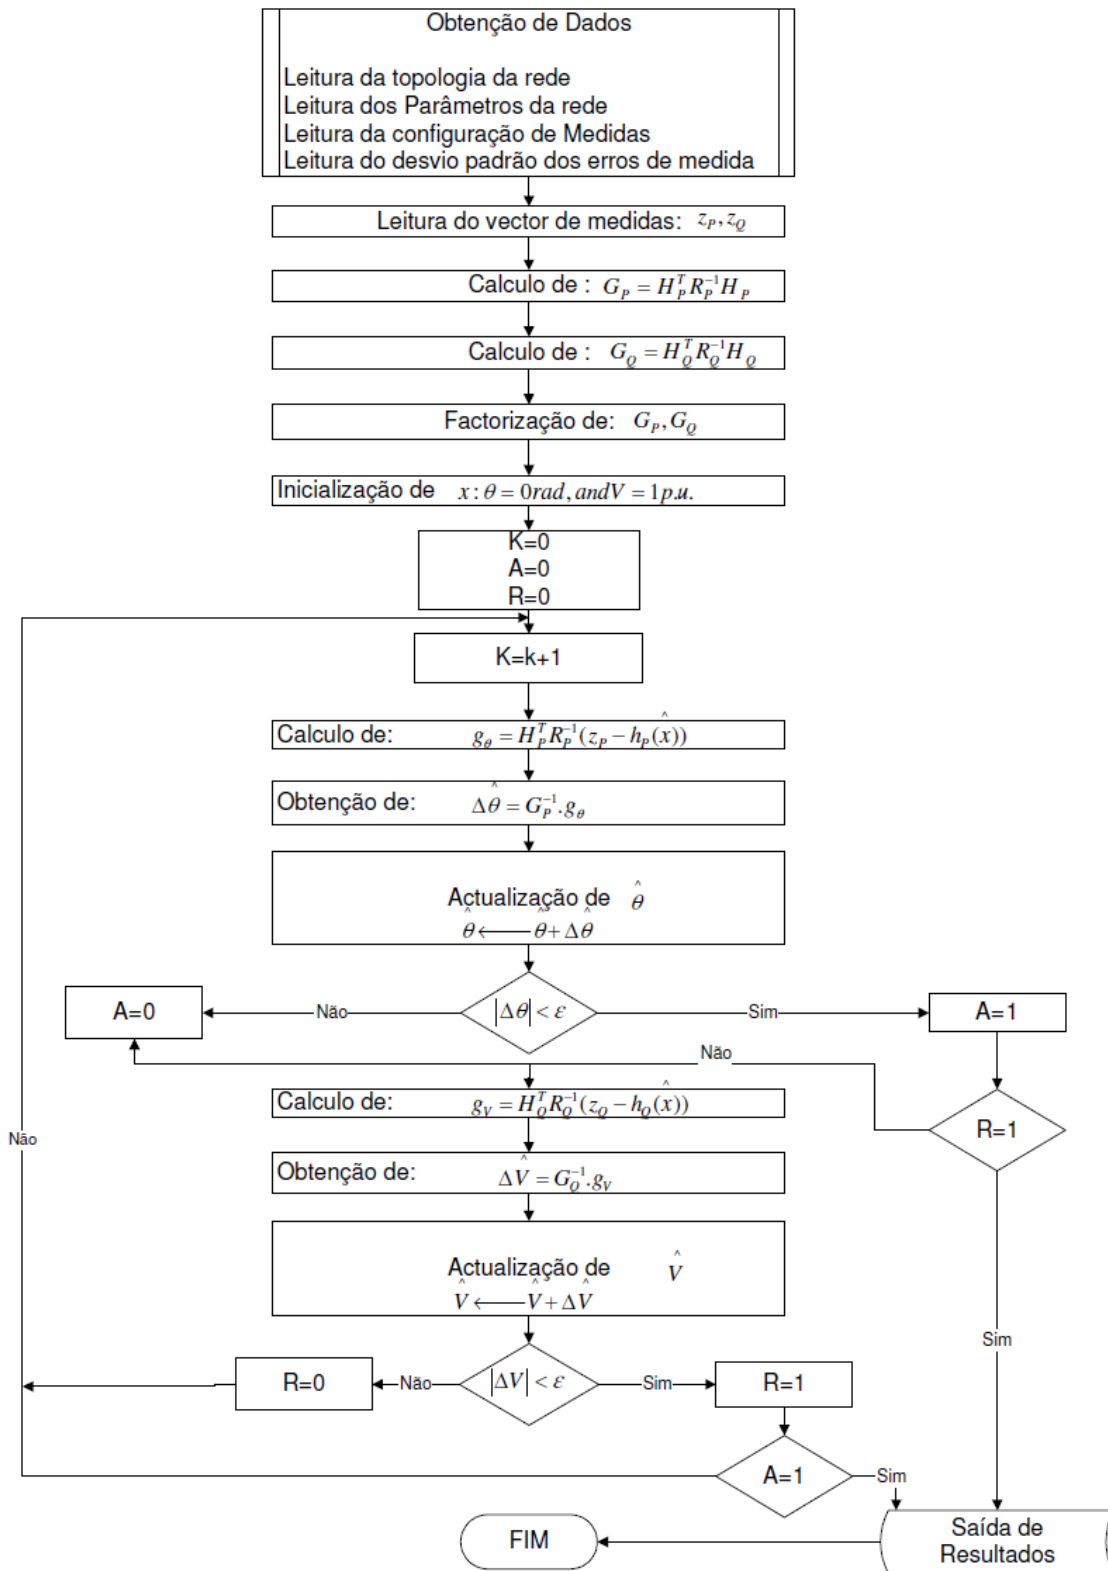 Obtenção de Dados
Leitura da topologia da rede
Leitura dos Parâmetros da rede
Leitura da configuração de Medidas
Leitura do desvio padrão dos erros de medida
Leitura do vector de medidas: z_P, z_Q
Calculo de : G_P = H_P^T R_P^{-1} H_P
Calculo de : G_Q = H_Q^T R_Q^{-1} H_Q
Factorização de: G_P, G_Q
Inicialização de x : θ = 0rad, andV = 1p.u.
K=0
A=0
R=0
K=k+1
Calculo de: g_θ = H_P^T R_P^{-1} (z_P − h_P(x̂))
Obtenção de: Δθ̂ = G_P^{-1}.g_θ
Actualização de θ̂
θ̂ ← θ̂ + Δθ̂
A=0
Não
|Δθ| < ε
Sim
A=1
Não
Calculo de: g_V = H_Q^T R_Q^{-1} (z_Q − h_Q(x̂))
R=1
Não
Obtenção de: ΔV̂ = G_Q^{-1}.g_V
Actualização de V̂
V̂ ← V̂ + ΔV̂
Sim
R=0
Não
|ΔV| < ε
Sim
R=1
A=1
Sim
FIM
Saída de
Resultados